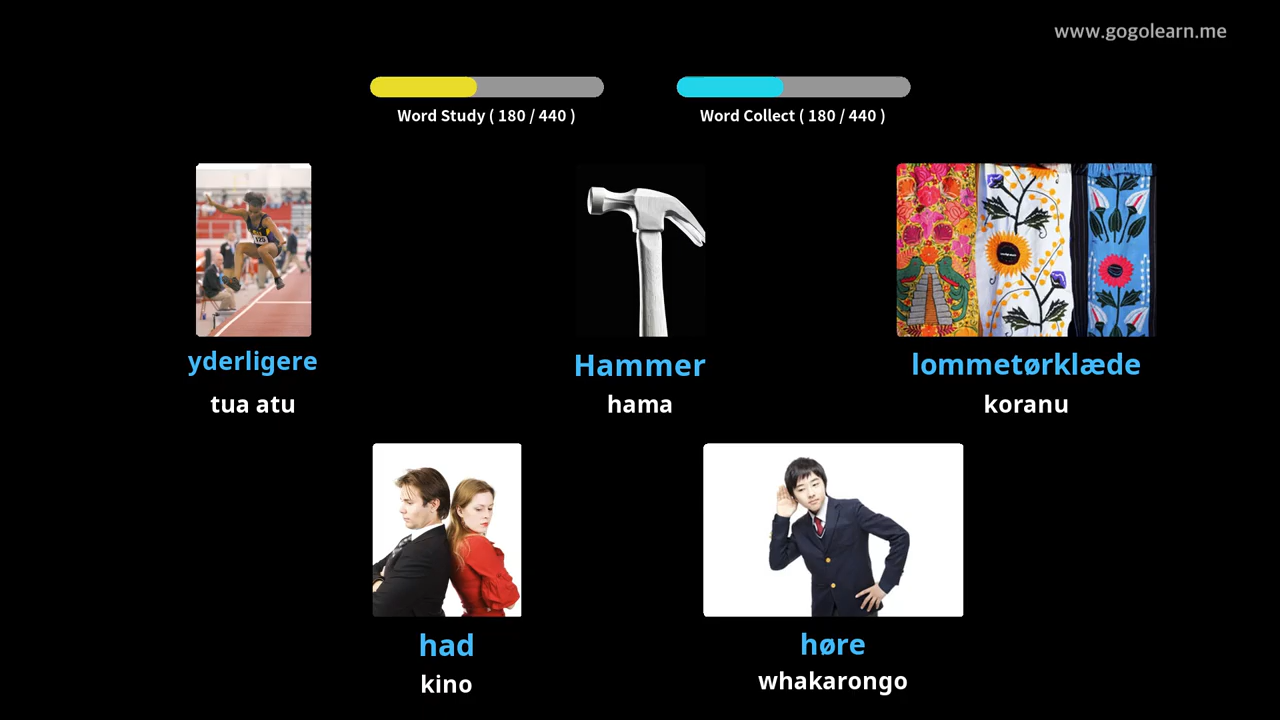 www.gogolearn.me
Word Study ( 180 / 440 )
Word Collect ( 180 / 440 )
yderligere
tua atu
Hammer
hama
lommetørklæde
koranu
had
kino
høre
whakarongo